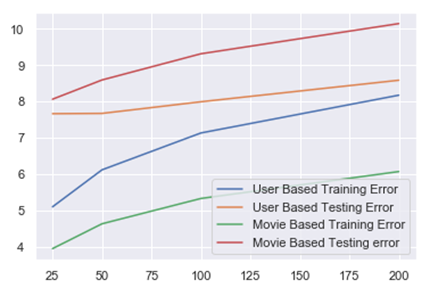 10
9
8
7
6
5
4
User Based Training Error
User Based Testing Error
Movie Based Training Error
Movie Based Testing error
25 50 75 100 125 150 175 200